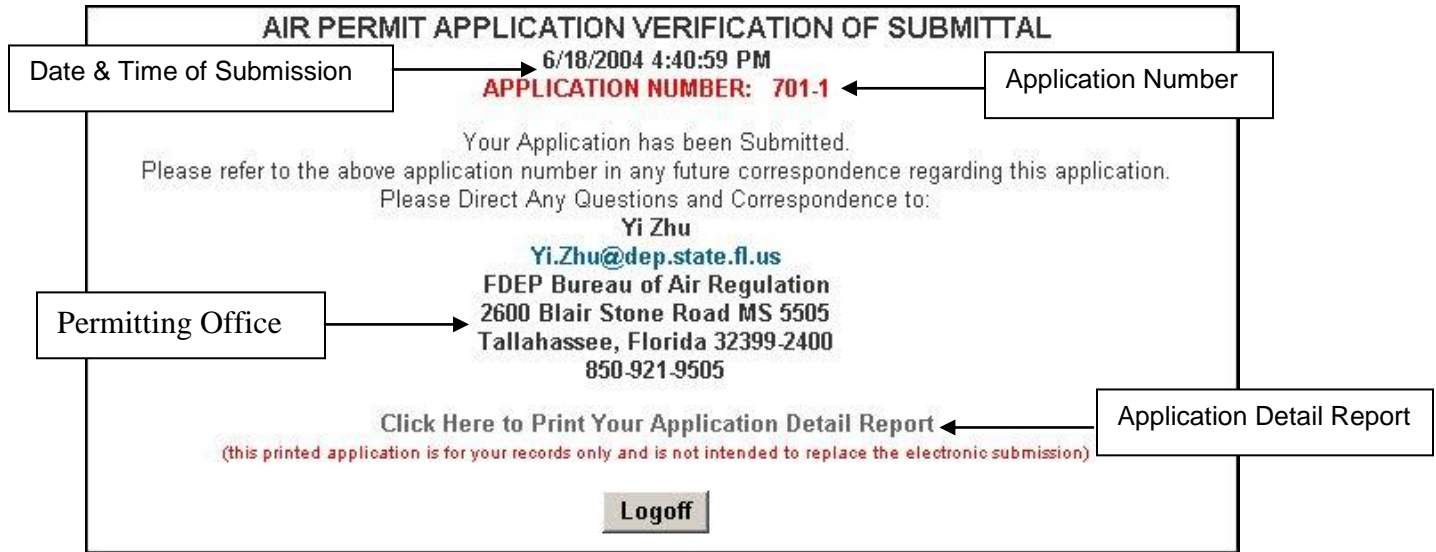 AIR PERMIT APPLICATION VERIFICATION OF SUBMITTAL
Date & Time of Submission
6/18/2004 4:40:59 PM
APPLICATION NUMBER: 701-1
Application Number
Your Application has been Submitted.
Please refer to the above application number in any future correspondence regarding this application.
Please Direct Any Questions and Correspondence to:
Yi Zhu
Yi.Zhu@dep.state.fl.us
FDEP Bureau of Air Regulation
2600 Blair Stone Road MS 5505
Permitting Office
Tallahassee, Florida 32399-2400
850-921-9505
Click Here to Print Your Application Detail Report
Application Detail Report
(this printed application is for your records only and is not intended to replace the electronic submission)
Logoff